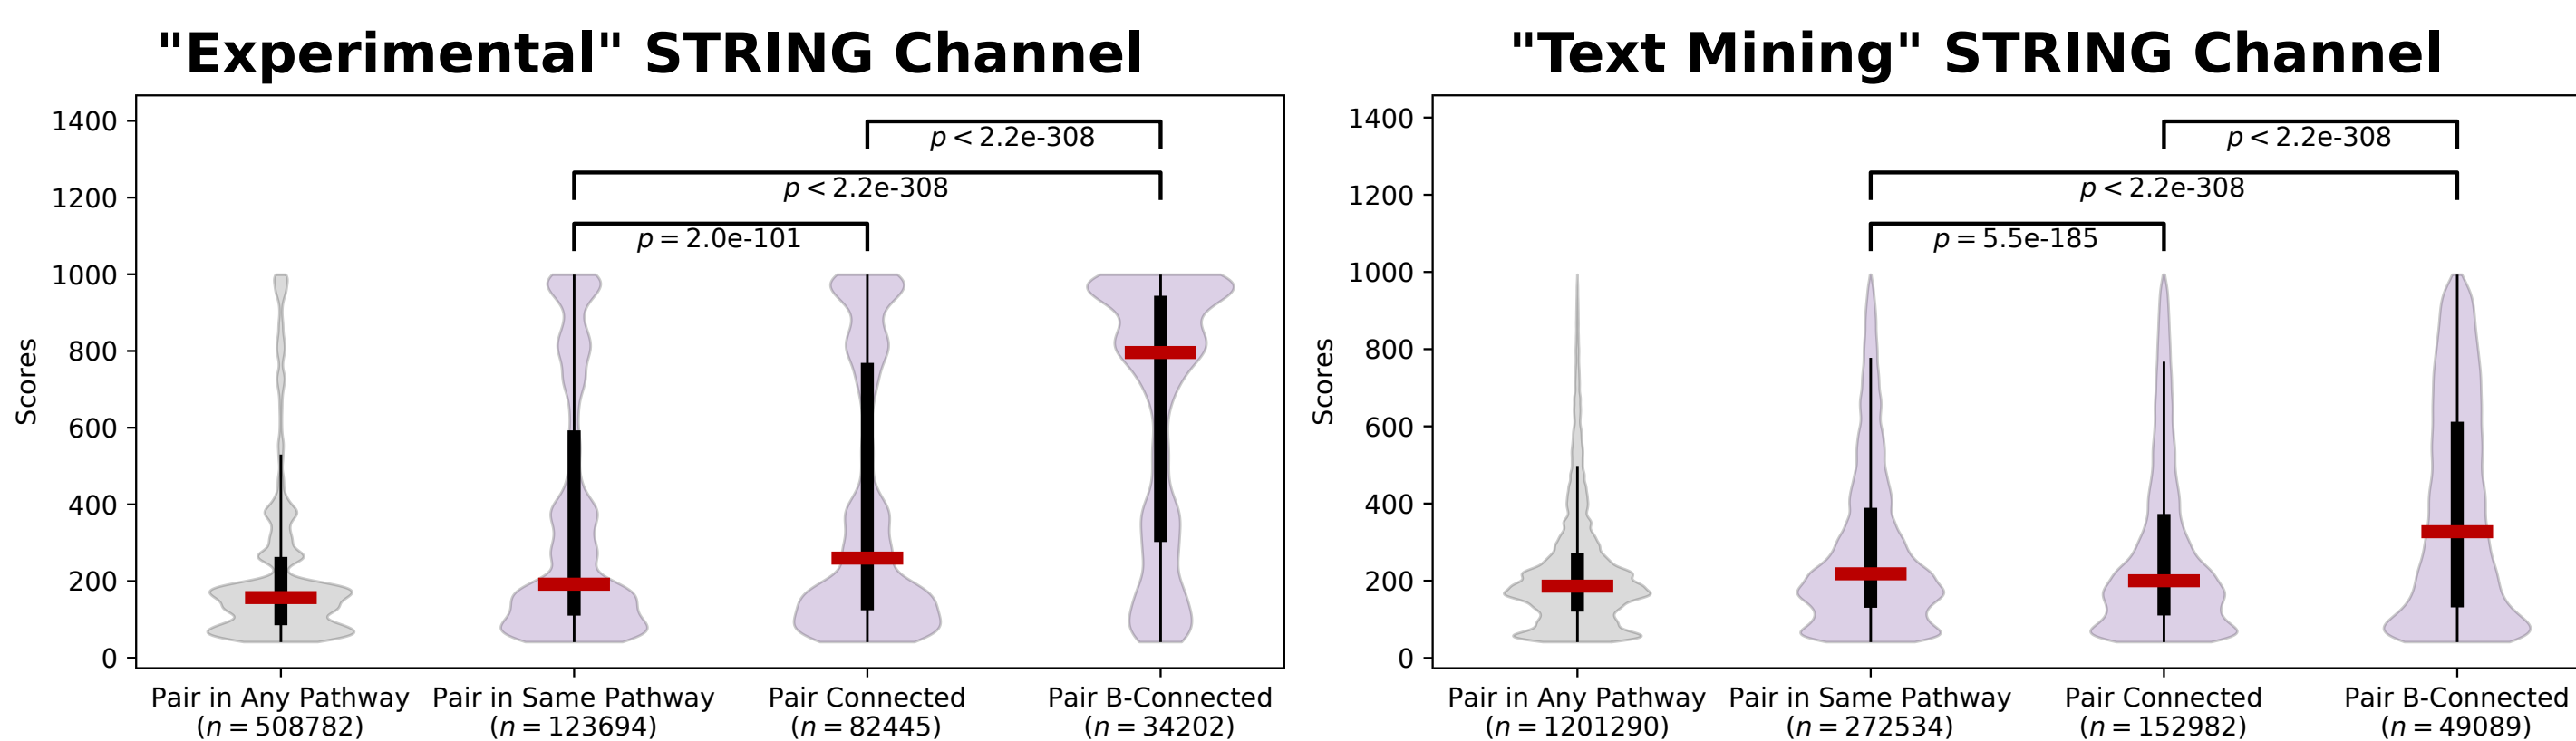 "Experimental" STRING Channel
Scores
1400
1200
1000
800
600
400
200
0
p < 2.2e-308
p < 2.2e-308
p = 2.0e-101
Pair in Any Pathway
(n = 508782)
Pair in Same Pathway
(n = 123694)
Pair Connected
(n = 82445)
Pair B-Connected
(n = 34202)
"Text Mining" STRING Channel
Scores
1400
1200
1000
800
600
400
200
0
p < 2.2e-308
p < 2.2e-308
p = 5.5e-185
Pair in Any Pathway
(n = 1201290)
Pair in Same Pathway
(n = 272534)
Pair Connected
(n = 152982)
Pair B-Connected
(n = 49089)